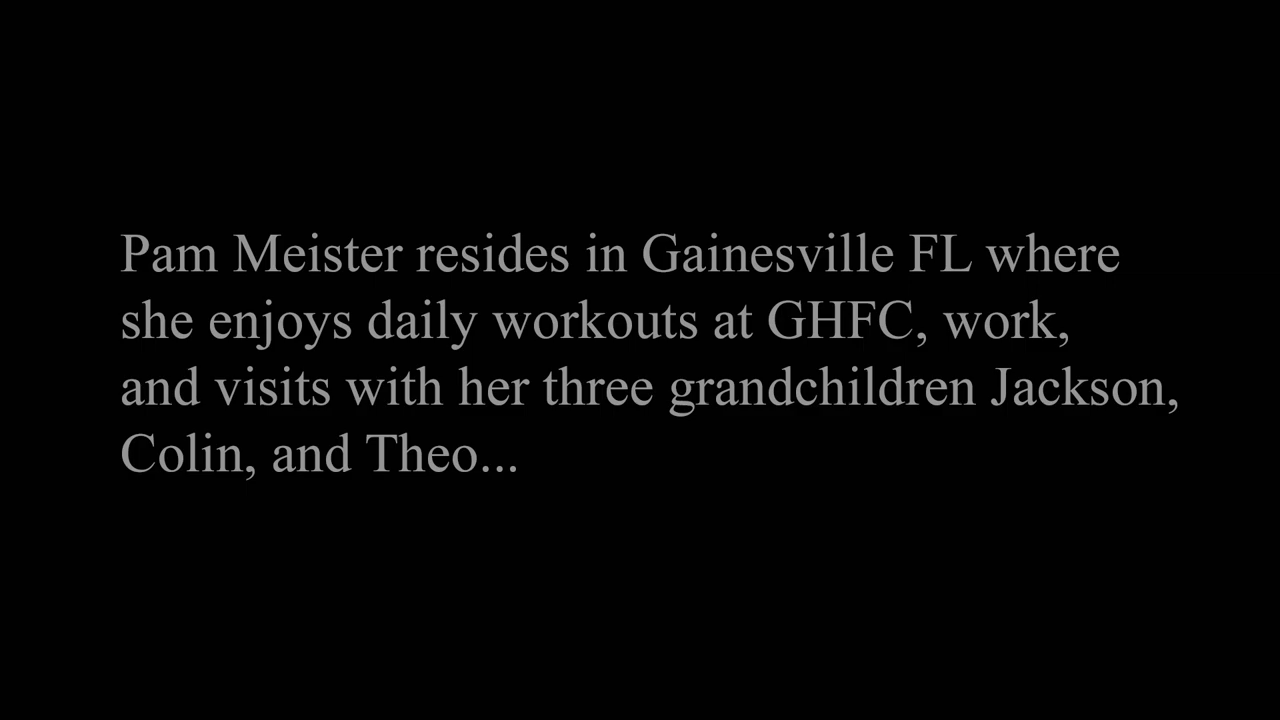 Pam Meister resides in Gainesville FL where
she enjoys daily workouts at GHFC, work,
and visits with her three grandchildren Jackson,
Colin, and Theo...